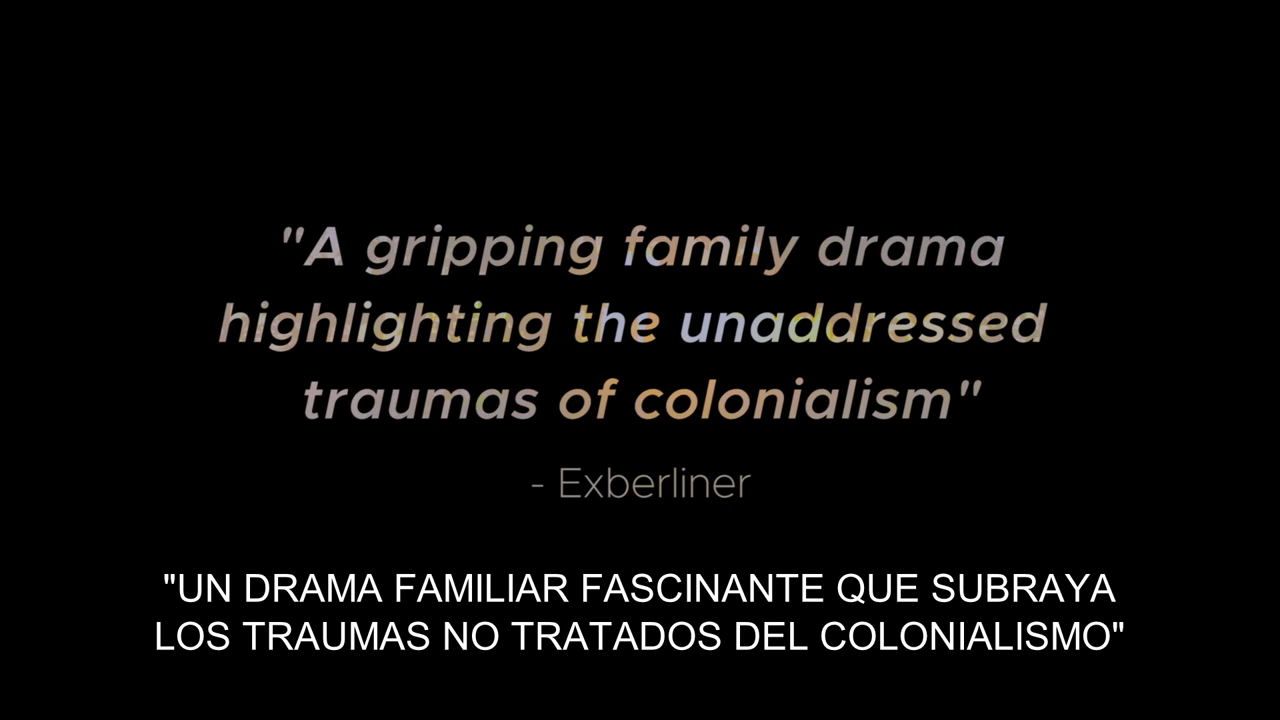 "A gripping family drama
highlighting the unaddressed
traumas of colonialism"
- Exberliner
"UN DRAMA FAMILIAR FASCINANTE QUE SUBRAYA
LOS TRAUMAS NO TRATADOS DEL COLONIALISMO"